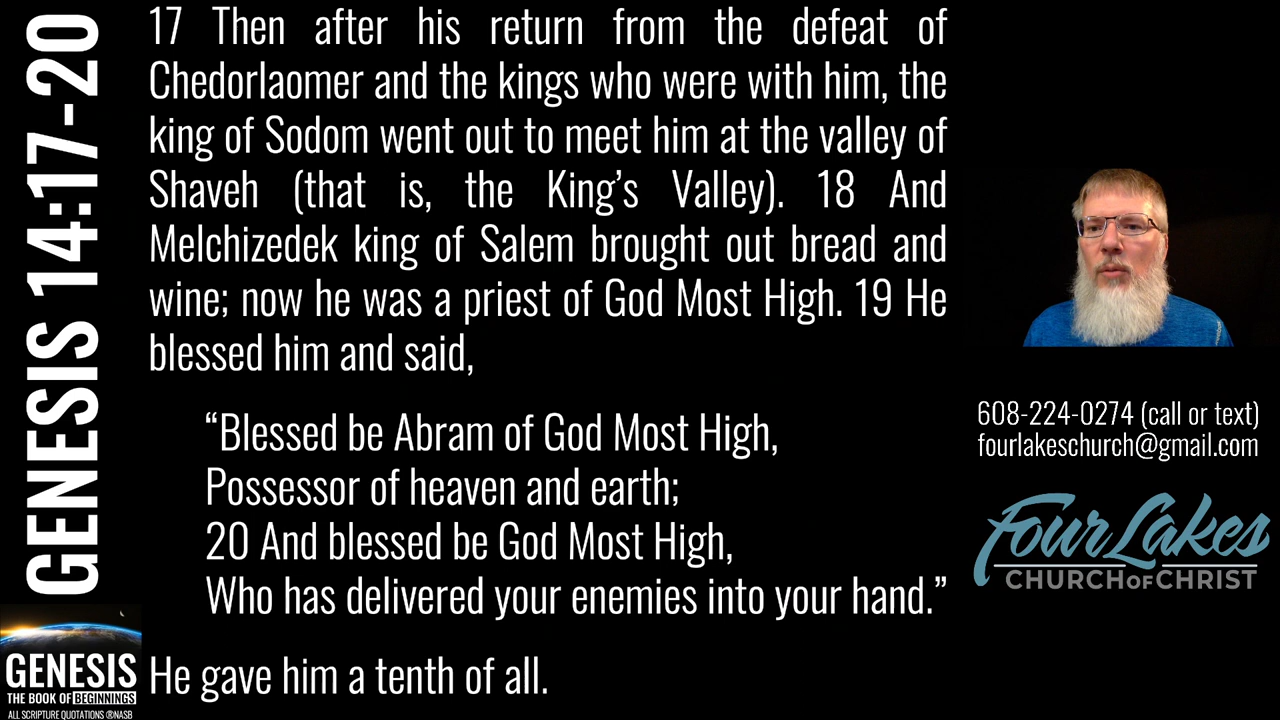 GENESIS 14:17-20
17 Then after his return from the defeat of
Chedorlaomer and the kings who were with him, the
king of Sodom went out to meet him at the valley of
Shaveh (that is, the King’s Valley). 18 And
Melchizedek king of Salem brought out bread and
wine; now he was a priest of God Most High. 19 He
blessed him and said,
“Blessed be Abram of God Most High,
Possessor of heaven and earth;
20 And blessed be God Most High,
Who has delivered your enemies into your hand.”
He gave him a tenth of all.
608-224-0274 (call or text)
fourlakeschurch@gmail.com
Four Lakes
CHURCH OF CHRIST
GENESIS
THE BOOK OF BEGINNINGS
ALL SCRIPTURE QUOTATIONS ®NASB